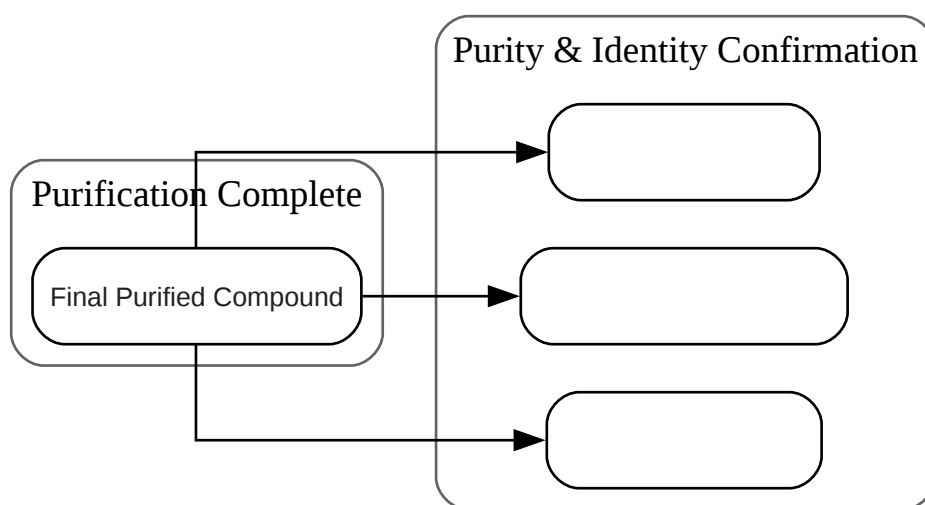 Purity & Identity Confirmation
Purification Complete
Final Purified Compound